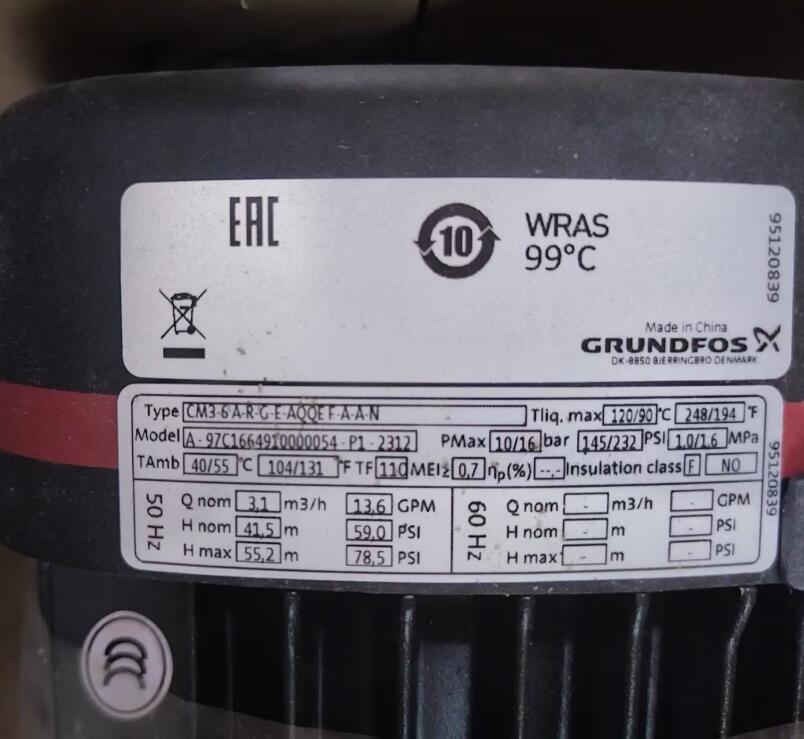 EAC
10
WRAS
99°C
95120839
Made in China
GRUNDFOS
DK-8850 BJERRINGBRO DENMARK
Type CM3-6 A-R-G-E-AQQE F-A-A-N Tliq. max 120/90 °C 248/194 °F
Model A - 97C1664910000054 - P1 - 2312 PMax 10/16 bar 145/232 PSI 1,0/1,6 MPa
TAmb 40/55 °C 104/131 °F TF 110 MEI≥ 0,7 ηp(%) --,- Insulation class F NO
95120839
50 Hz
Q nom 3,1 m3/h 13,6 GPM
H nom 41,5 m 59,0 PSI
H max 55,2 m 78,5 PSI
60 Hz
Q nom - m3/h - GPM
H nom - m - PSI
H max - m - PSI